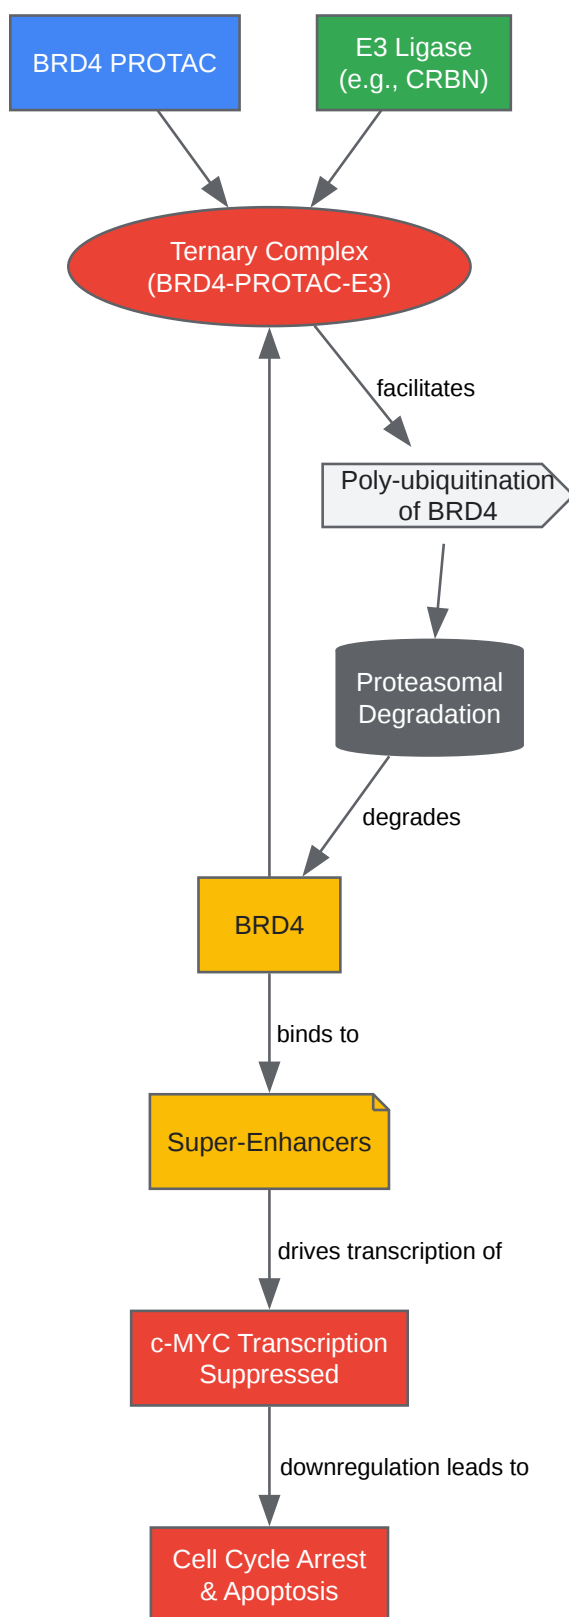 BRD4 PROTAC
E3 Ligase
(e.g., CRBN)
Ternary Complex
(BRD4-PROTAC-E3)
facilitates
Poly-ubiquitination
of BRD4
Proteasomal
Degradation
degrades
BRD4
binds to
Super-Enhancers
drives transcription of
c-MYC Transcription
Suppressed
downregulation leads to
Cell Cycle Arrest
& Apoptosis